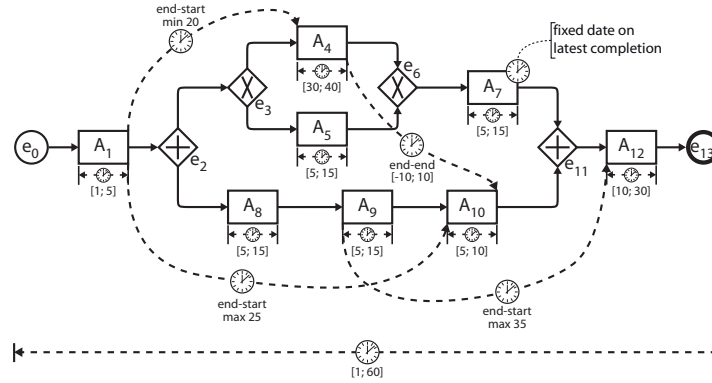 end-start
min 20
fixed date on
latest completion
A4
[30; 40]
e3
e6
A7
[5; 15]
A5
[5; 15]
e0
A1
[1; 5]
e2
end-end
[-10; 10]
e11
A12
[10; 30]
e13
A8
[5; 15]
A9
[5; 15]
A10
[5; 10]
end-start
max 25
end-start
max 35
[1; 60]